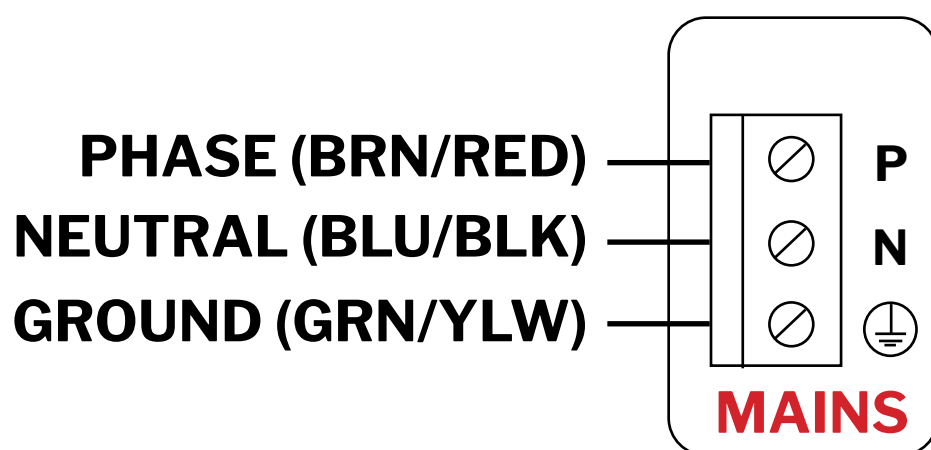 PHASE (BRN/RED) P
NEUTRAL (BLU/BLK) N
GROUND (GRN/YLW)
MAINS